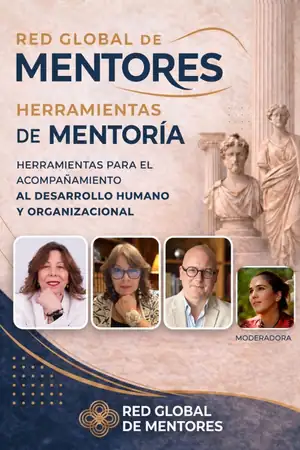 RED GLOBAL DE
MENTORES
HERRAMIENTAS
DE MENTORÍA
HERRAMIENTAS PARA EL
ACOMPAÑAMIENTO
AL DESARROLLO HUMANO
Y ORGANIZACIONAL
MODERADORA
RED GLOBAL
DE MENTORES